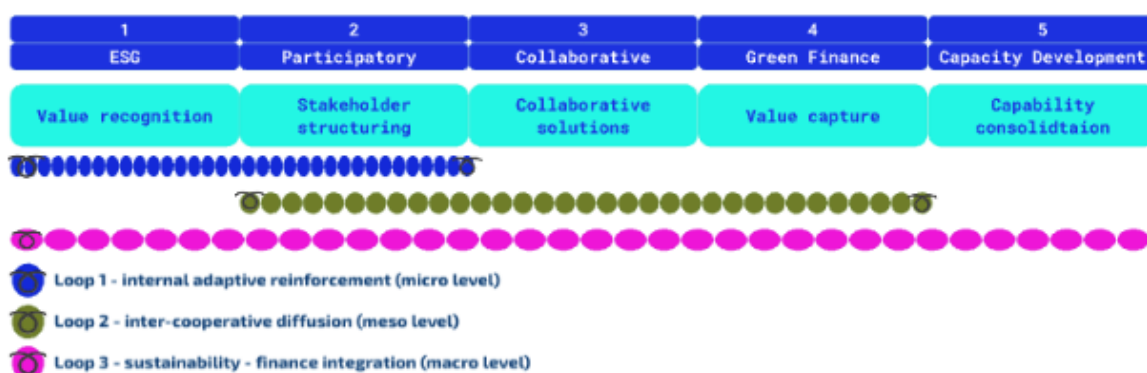 1 2 3 4 5
ESG Participatory Collaborative Green Finance Capacity Development
Value recognition Stakeholder structuring Collaborative solutions Value capture Capability consolidtaion
Loop 1 - internal adaptive reinforcement (micro level)
Loop 2 - inter-cooperative diffusion (meso level)
Loop 3 - sustainability - finance integration (macro level)